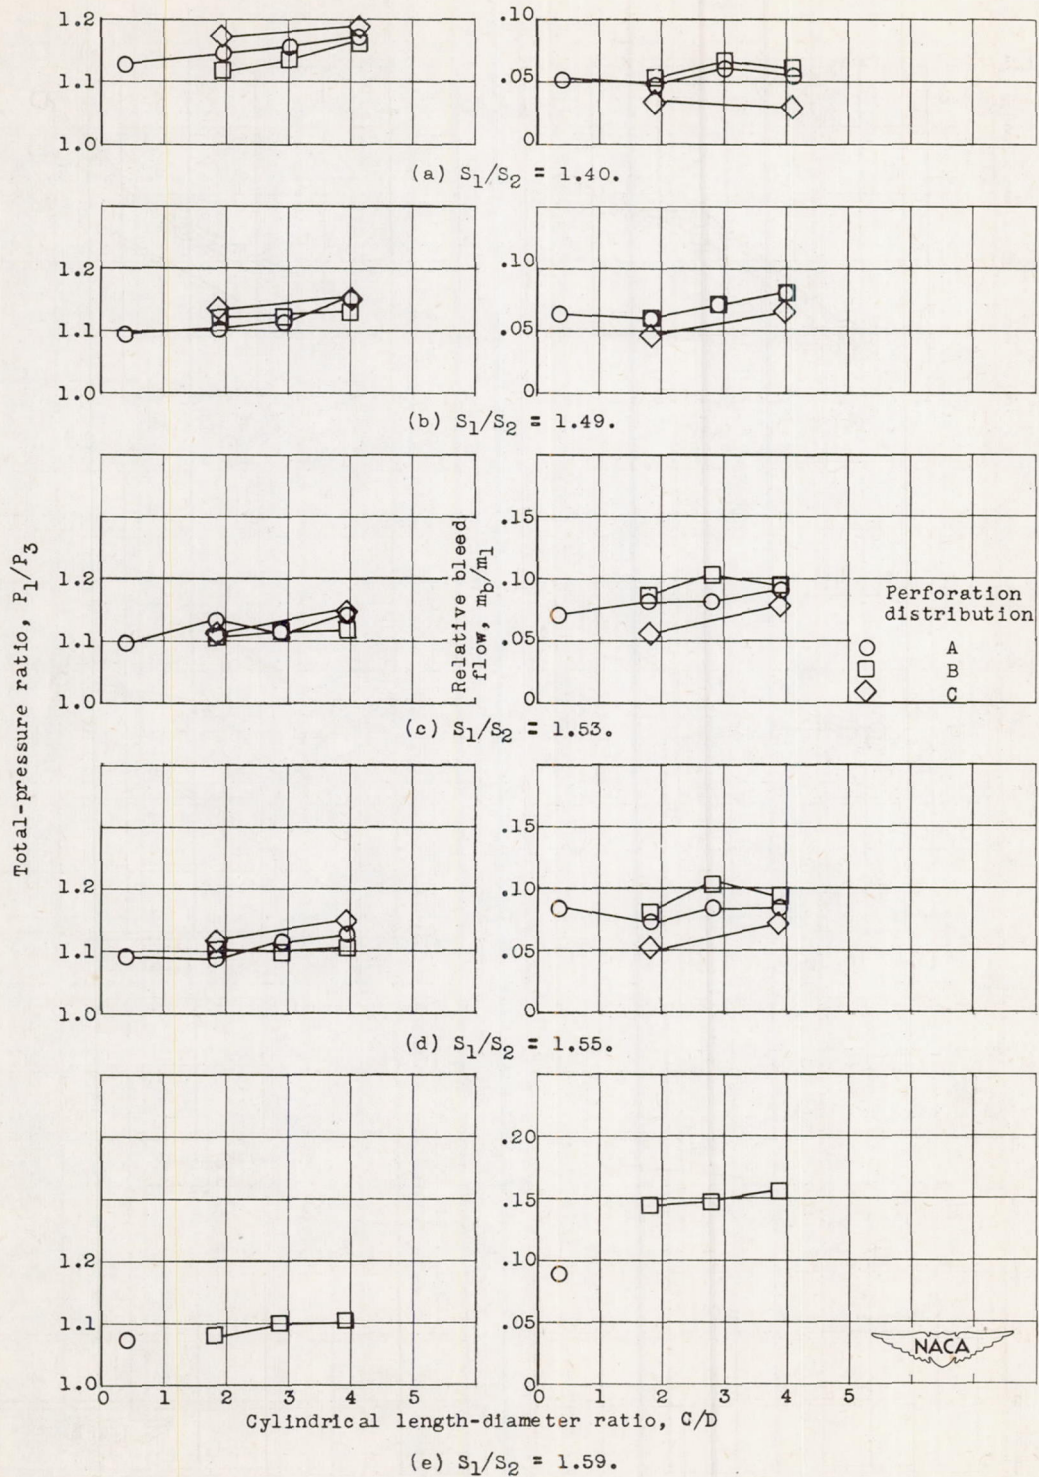 1.2
1.1
1.0
.10
.05
0
(a) S1/S2 = 1.40.
1.2
1.1
1.0
.10
.05
0
(b) S1/S2 = 1.49.
Total-pressure ratio, P1/P3
1.2
1.1
1.0
Relative bleed
flow, mb/m1
.15
.10
.05
0
Perforation
distribution
A
B
C
(c) S1/S2 = 1.53.
1.2
1.1
1.0
.15
.10
.05
0
(d) S1/S2 = 1.55.
1.2
1.1
1.0
0 1 2 3 4 5
.20
.15
.10
.05
0
0 1 2 3 4 5
NACA
Cylindrical length-diameter ratio, C/D
(e) S1/S2 = 1.59.